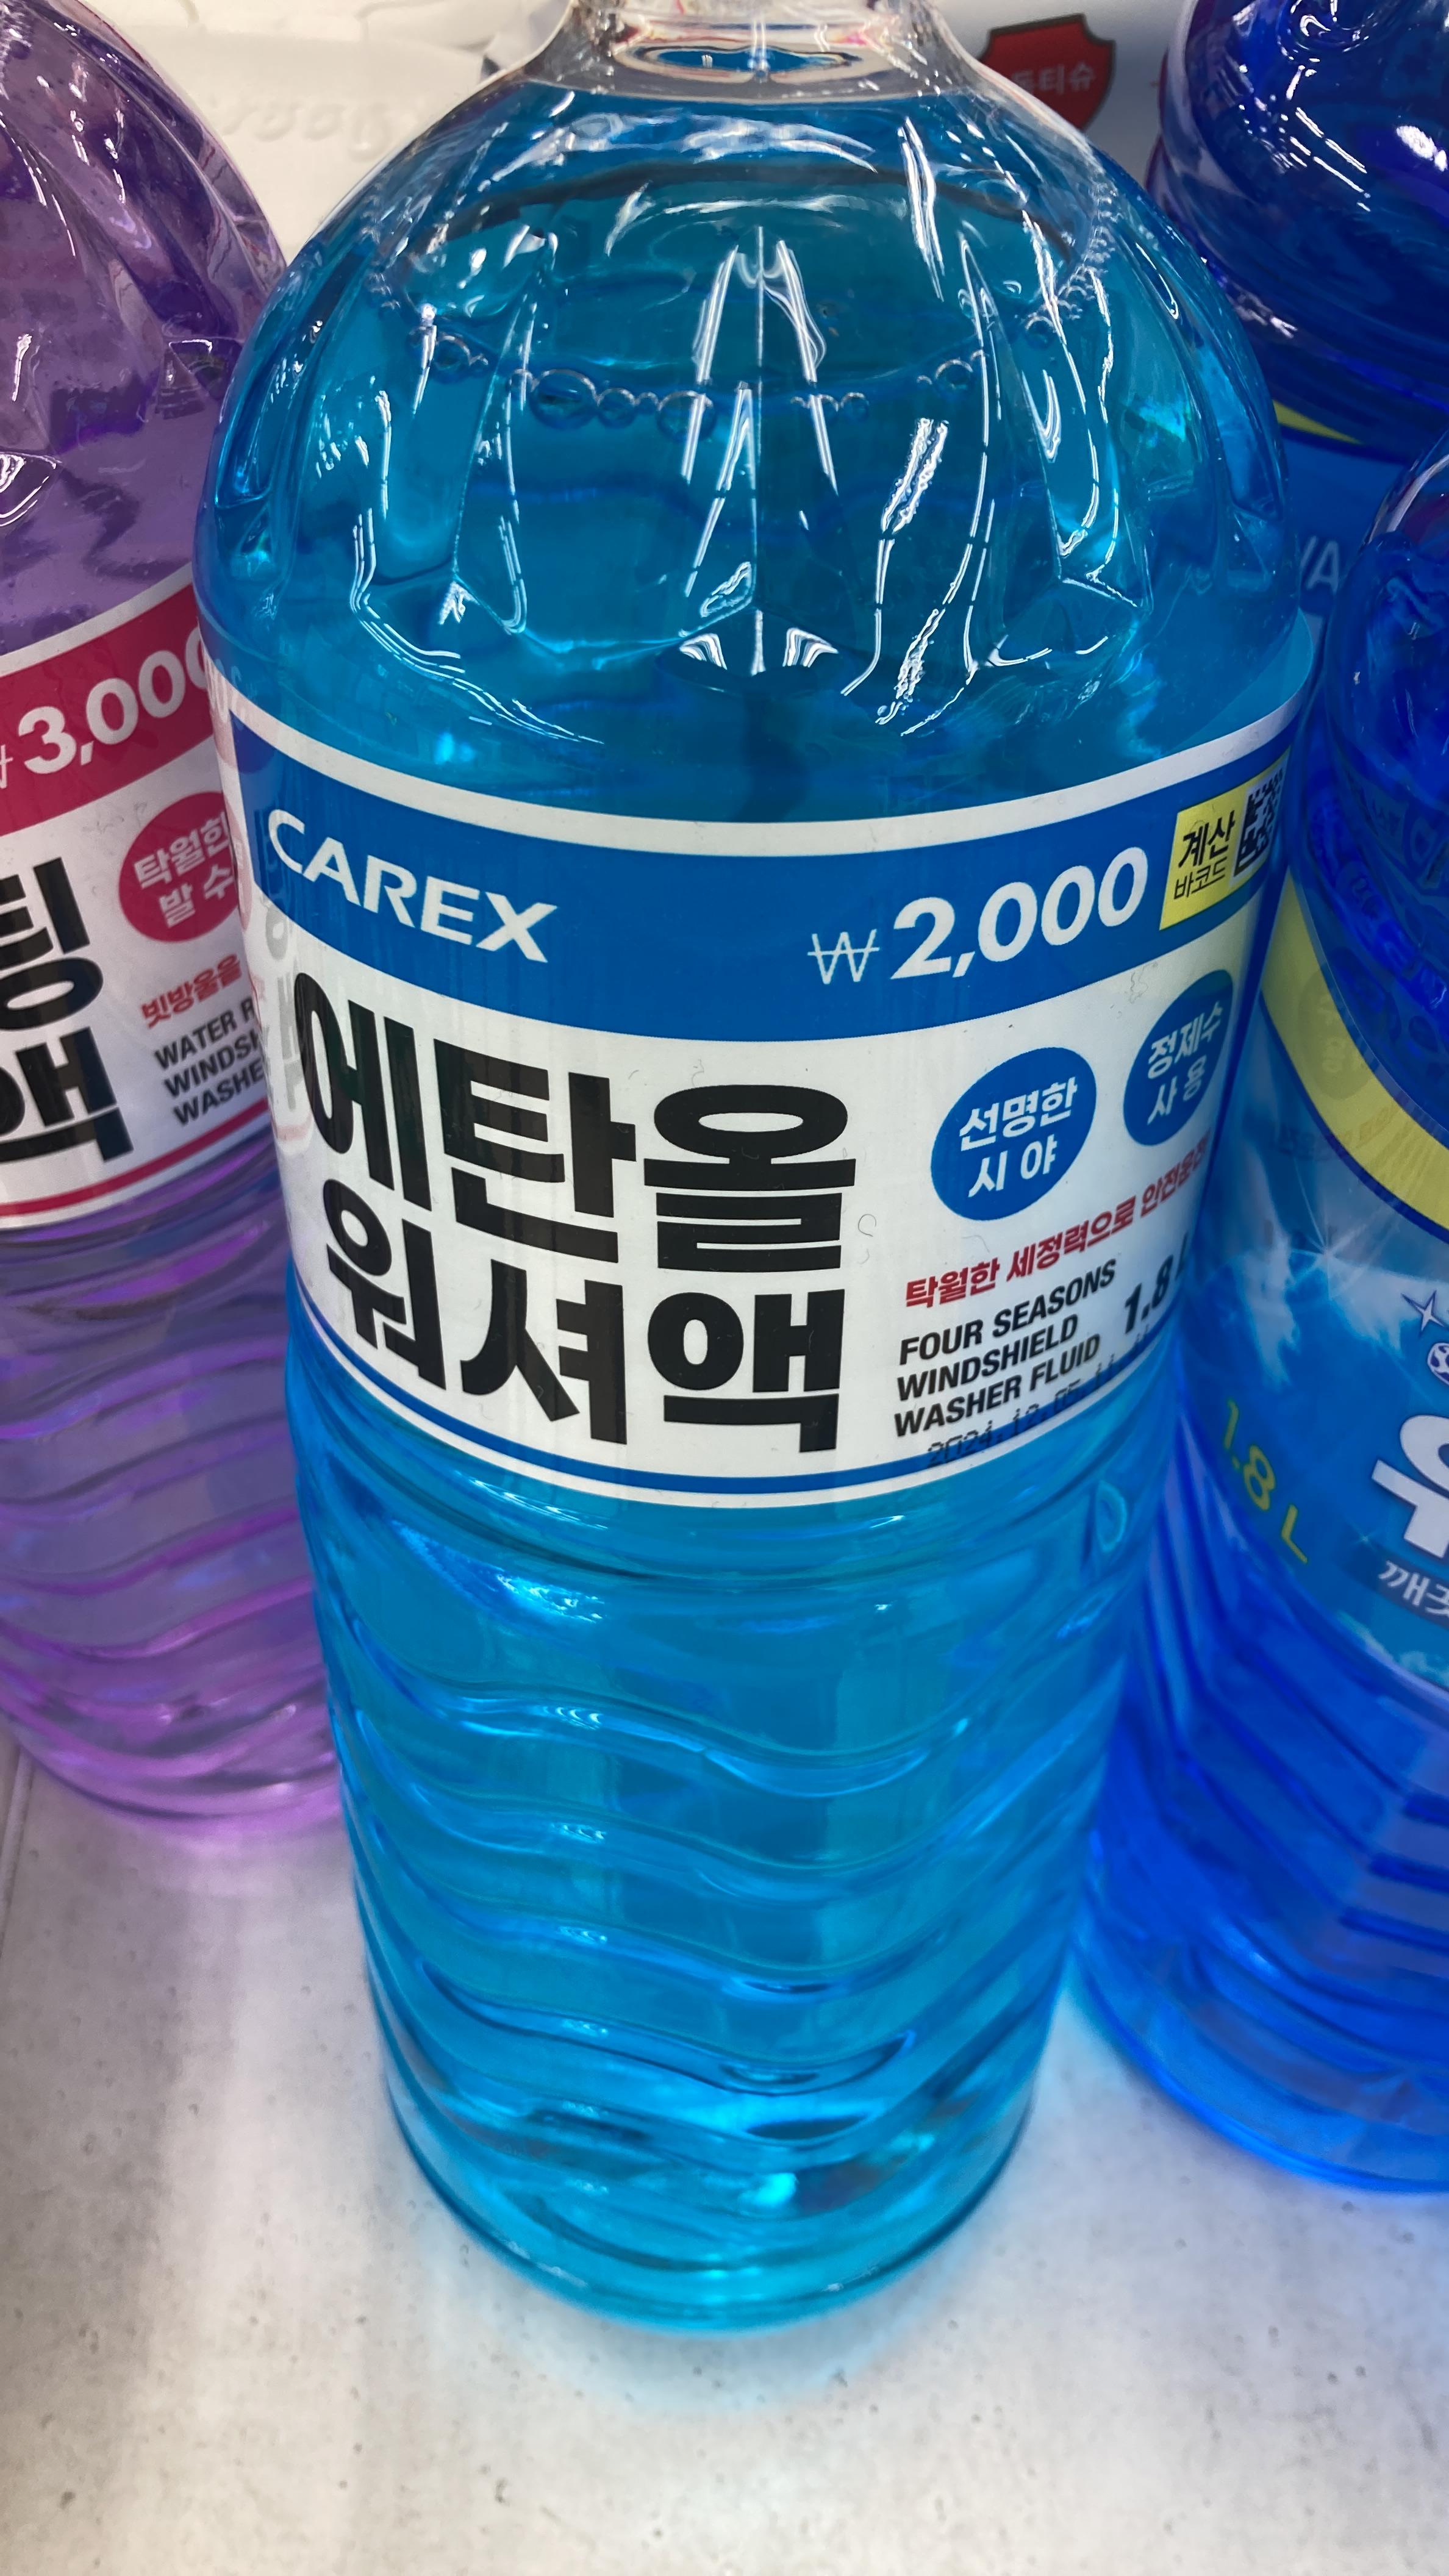 CAREX
₩2,000
계산
바코드
에탄올
워셔액
선명한
시야
정제수
사용
탁월한 세정력으로
FOUR SEASONS
WINDSHIELD
WASHER FLUID
1.8
3,000
탁월한
발 수
빗방울을
WATER
1.8 L